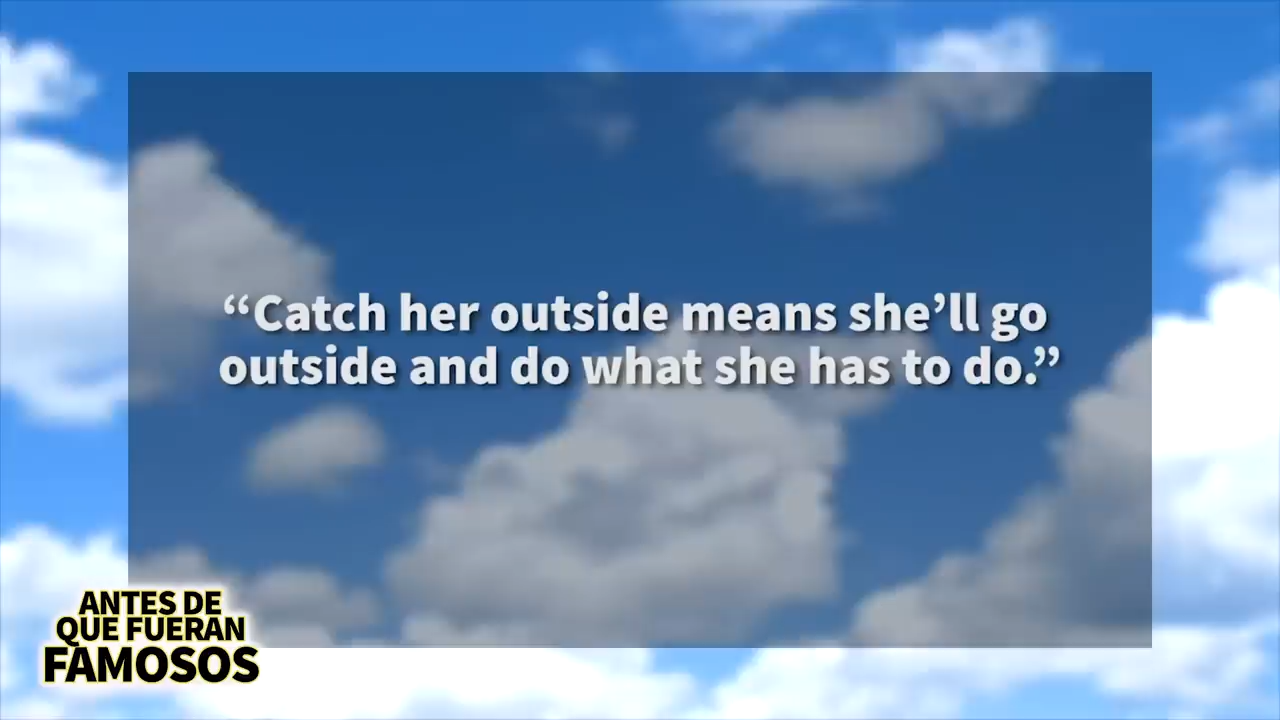 “Catch her outside means she’ll go
outside and do what she has to do.”
ANTES DE
QUE FUERAN
FAMOSOS